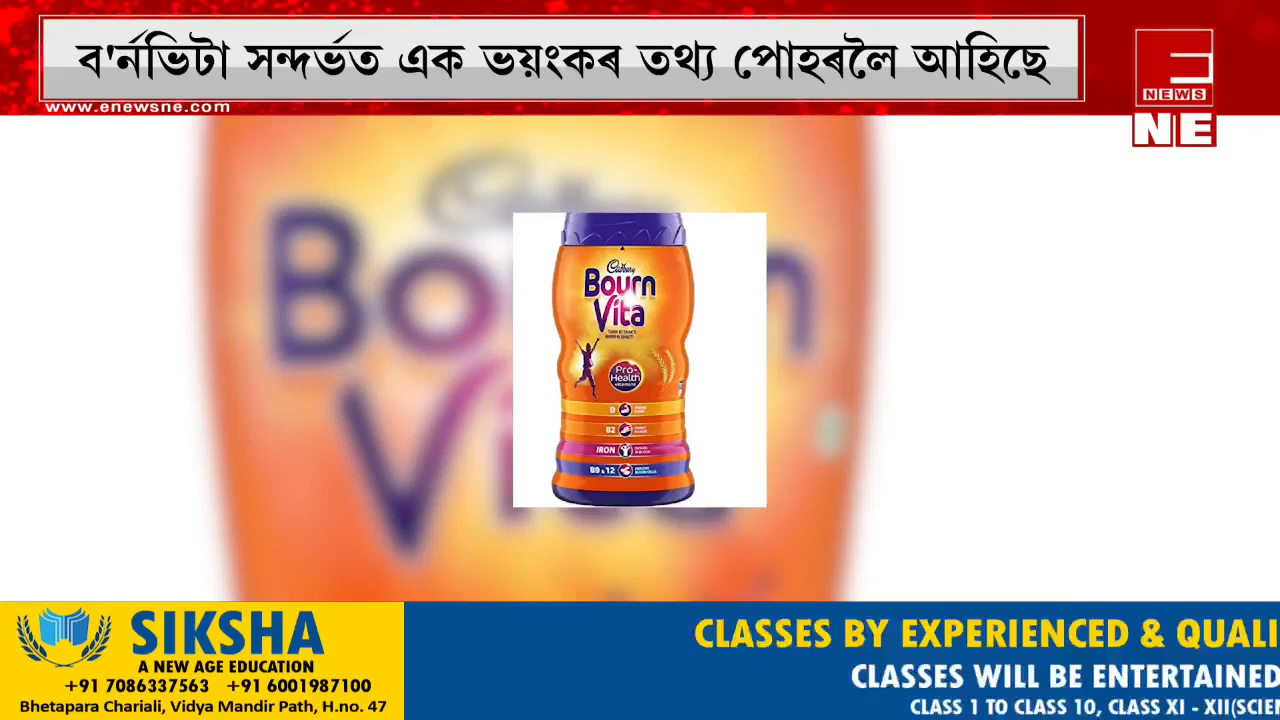 ব'ৰ্নভিটা সন্দৰ্ভত এক ভয়ংকৰ তথ্য পোহৰলৈ আহিছে
www.enewsne.com
E
NEWS
NE
Cadbury
Bourn
Vita
Pro-
Health
D
B2
IRON
B9 & 12
SIKSHA
A NEW AGE EDUCATION
+91 7086337563 +91 6001987100
Bhetapara Chariali, Vidya Mandir Path, H.no. 47
CLASSES BY EXPERIENCED & QUALI
CLASSES WILL BE ENTERTAINED
CLASS 1 TO CLASS 10, CLASS XI - XII(SCIE